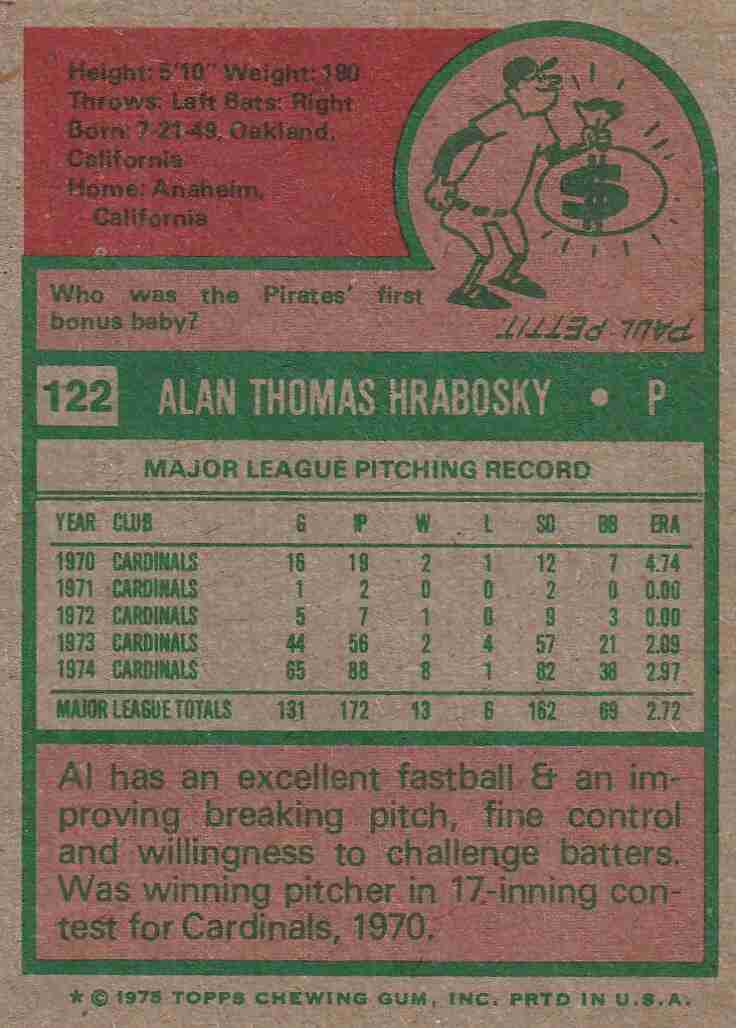 Height: 5'10" Weight: 180
Throws: Left Bats: Right
Born: 7-21-49, Oakland,
California
Home: Anaheim,
California
$
Who was the Pirates' first
bonus baby?
PAUL PETTIT
122 ALAN THOMAS HRABOSKY • P
MAJOR LEAGUE PITCHING RECORD
YEAR CLUB G IP W L SO BB ERA
1970 CARDINALS 16 19 2 1 12 7 4.74
1971 CARDINALS 1 2 0 0 2 0 0.00
1972 CARDINALS 5 7 1 0 9 3 0.00
1973 CARDINALS 44 56 2 4 57 21 2.09
1974 CARDINALS 65 88 8 1 82 38 2.97
MAJOR LEAGUE TOTALS 131 172 13 6 162 69 2.72
Al has an excellent fastball & an im-
proving breaking pitch, fine control
and willingness to challenge batters.
Was winning pitcher in 17-inning con-
test for Cardinals, 1970.
* © 1975 TOPPS CHEWING GUM, INC. PRTD IN U.S.A.